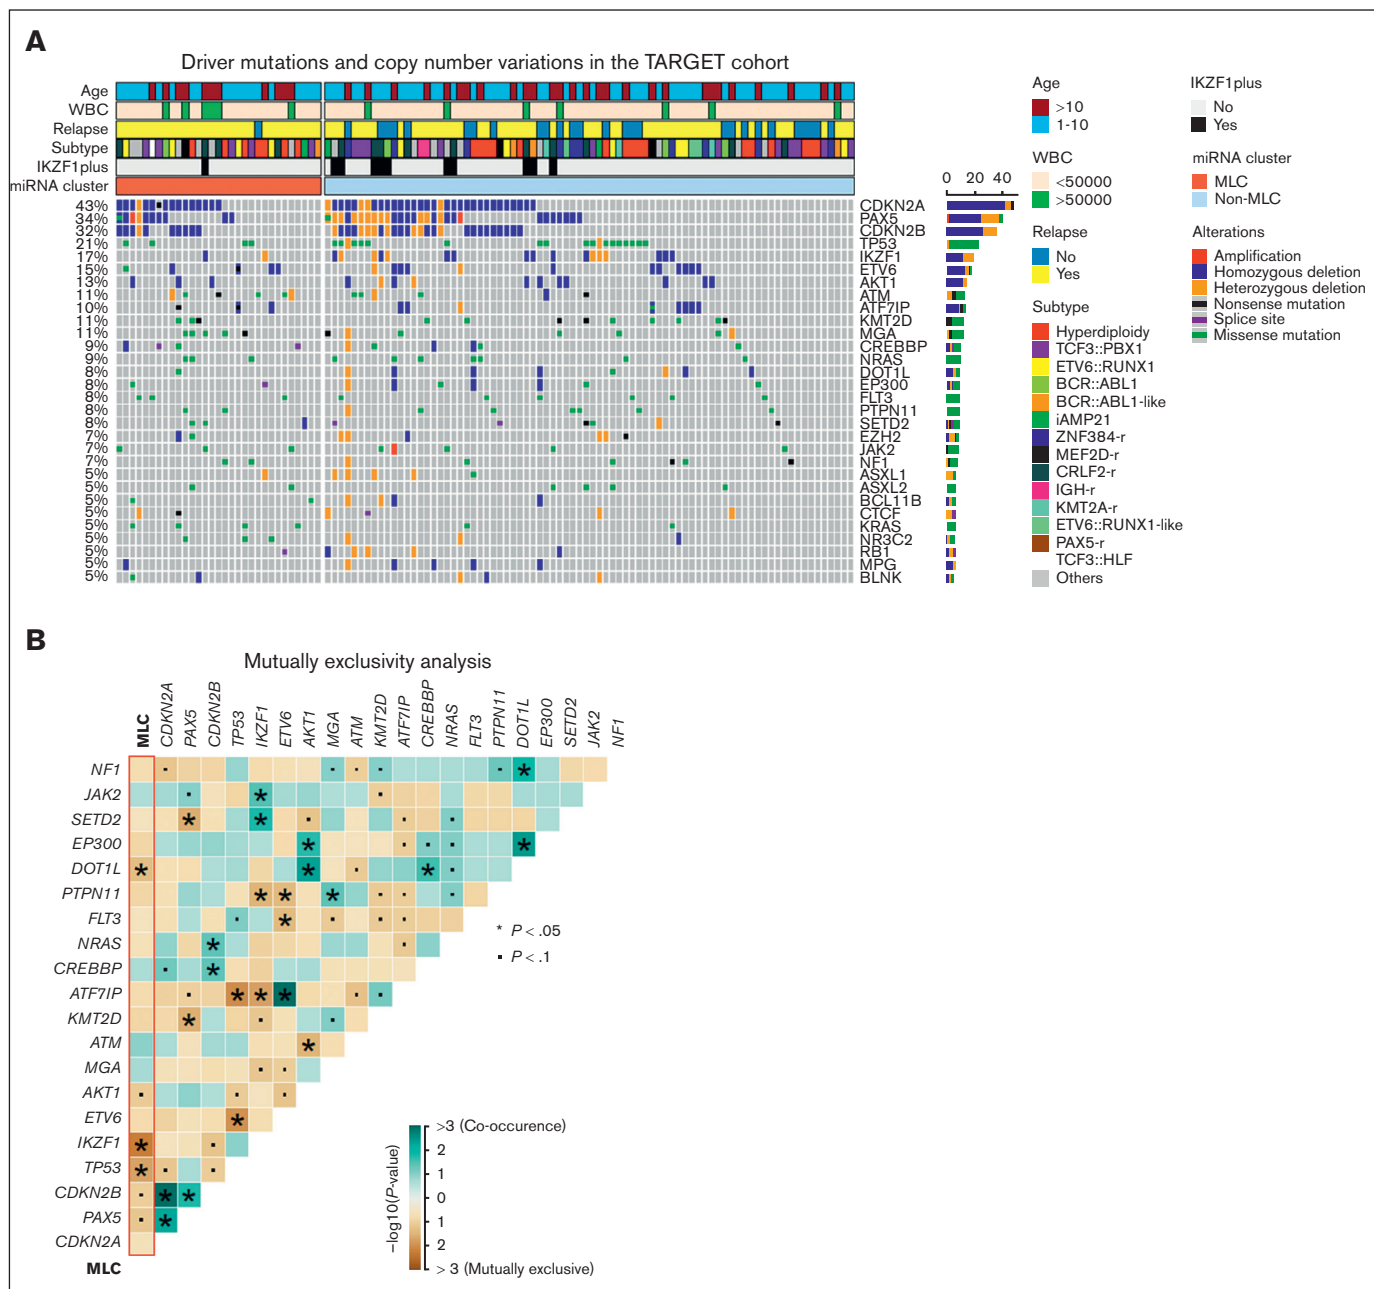 A
Driver mutations and copy number variations in the TARGET cohort
Age
WBC
Relapse
Subtype
IKZF1plus
miRNA cluster
0 20 40
43% CDKN2A
34% PAX5
32% CDKN2B
21% TP53
17% IKZF1
15% ETV6
13% AKT1
11% ATM
10% ATF7IP
11% KMT2D
11% MGA
9% CREBBP
9% NRAS
8% DOT1L
8% EP300
8% FLT3
8% PTPN11
8% SETD2
7% EZH2
7% JAK2
7% NF1
5% ASXL1
5% ASXL2
5% BCL11B
5% CTCF
5% KRAS
5% NR3C2
5% RB1
5% MPG
5% BLNK
Age
>10
1-10
WBC
<50000
>50000
Relapse
No
Yes
Subtype
Hyperdiploidy
TCF3::PBX1
ETV6::RUNX1
BCR::ABL1
BCR::ABL1-like
iAMP21
ZNF384-r
MEF2D-r
CRLF2-r
IGH-r
KMT2A-r
ETV6::RUNX1-like
PAX5-r
TCF3::HLF
Others
IKZF1plus
No
Yes
miRNA cluster
MLC
Non-MLC
Alterations
Amplification
Homozygous deletion
Heterozygous deletion
Nonsense mutation
Splice site
Missense mutation
B
Mutually exclusivity analysis
MLC
CDKN2A
PAX5
CDKN2B
TP53
IKZF1
ETV6
AKT1
MGA
ATM
KMT2D
ATF7IP
CREBBP
NRAS
FLT3
PTPN11
DOT1L
EP300
SETD2
JAK2
NF1
NF1
JAK2
SETD2
EP300
DOT1L
PTPN11
FLT3
NRAS
CREBBP
ATF7IP
KMT2D
ATM
MGA
AKT1
ETV6
IKZF1
TP53
CDKN2B
PAX5
CDKN2A
MLC
* P < .05
▪ P < .1
−log10(P-value)
>3 (Co-occurence)
2
1
0
1
2
> 3 (Mutually exclusive)